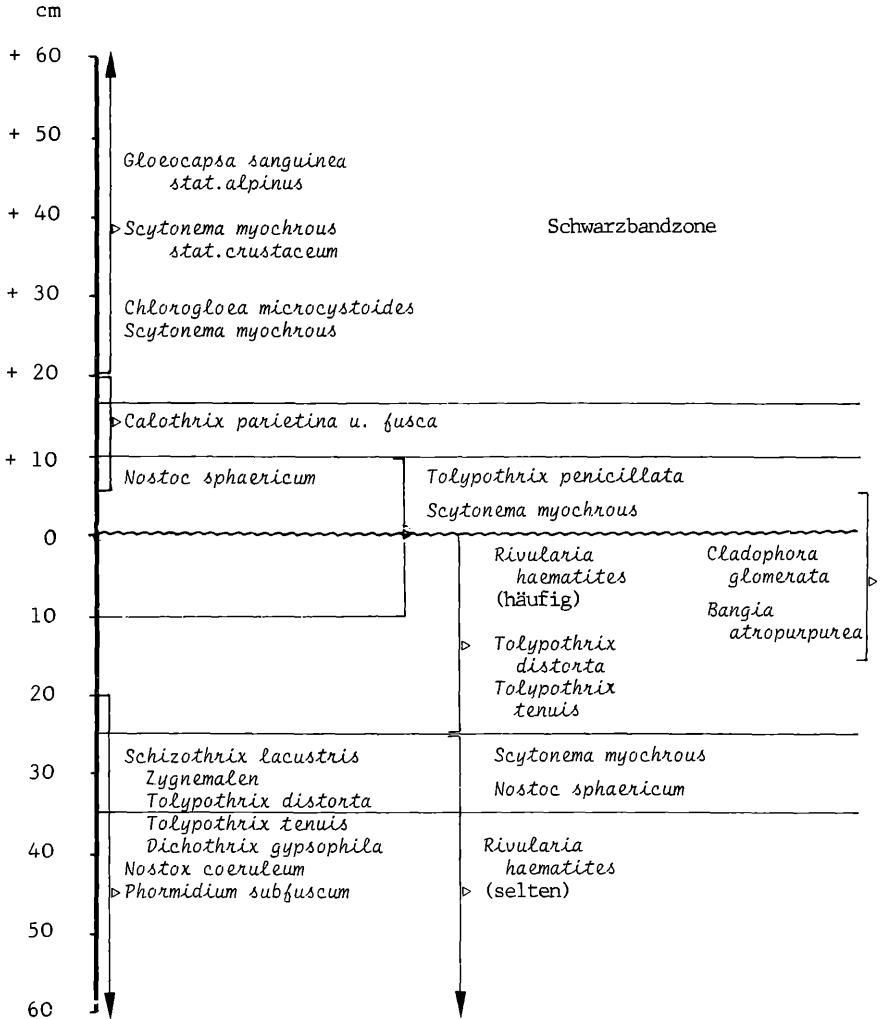 cm
+ 60
+ 50
Gloeocapsa sanguinea
stat.alpinus
+ 40
Scytonema myochrous
stat.crustaceum
Schwarzbandzone
+ 30
Chlorogloea microcystoides
Scytonema myochrous
+ 20
Calothrix parietina u. fusca
+ 10
Nostoc sphaericum
Tolypothrix penicillata
Scytonema myochrous
0
Rivularia
haematites
(häufig)
Cladophora
glomerata
Bangia
atropurpurea
10
Tolypothrix
distorta
Tolypothrix
tenuis
20
Schizothrix lacustris
Zygnemalen
Tolypothrix distorta
Scytonema myochrous
Nostoc sphaericum
30
Tolypothrix tenuis
Dichothrix gypsophila
Nostox coeruleum
Phormidium subfuscum
40
Rivularia
haematites
(selten)
50
60